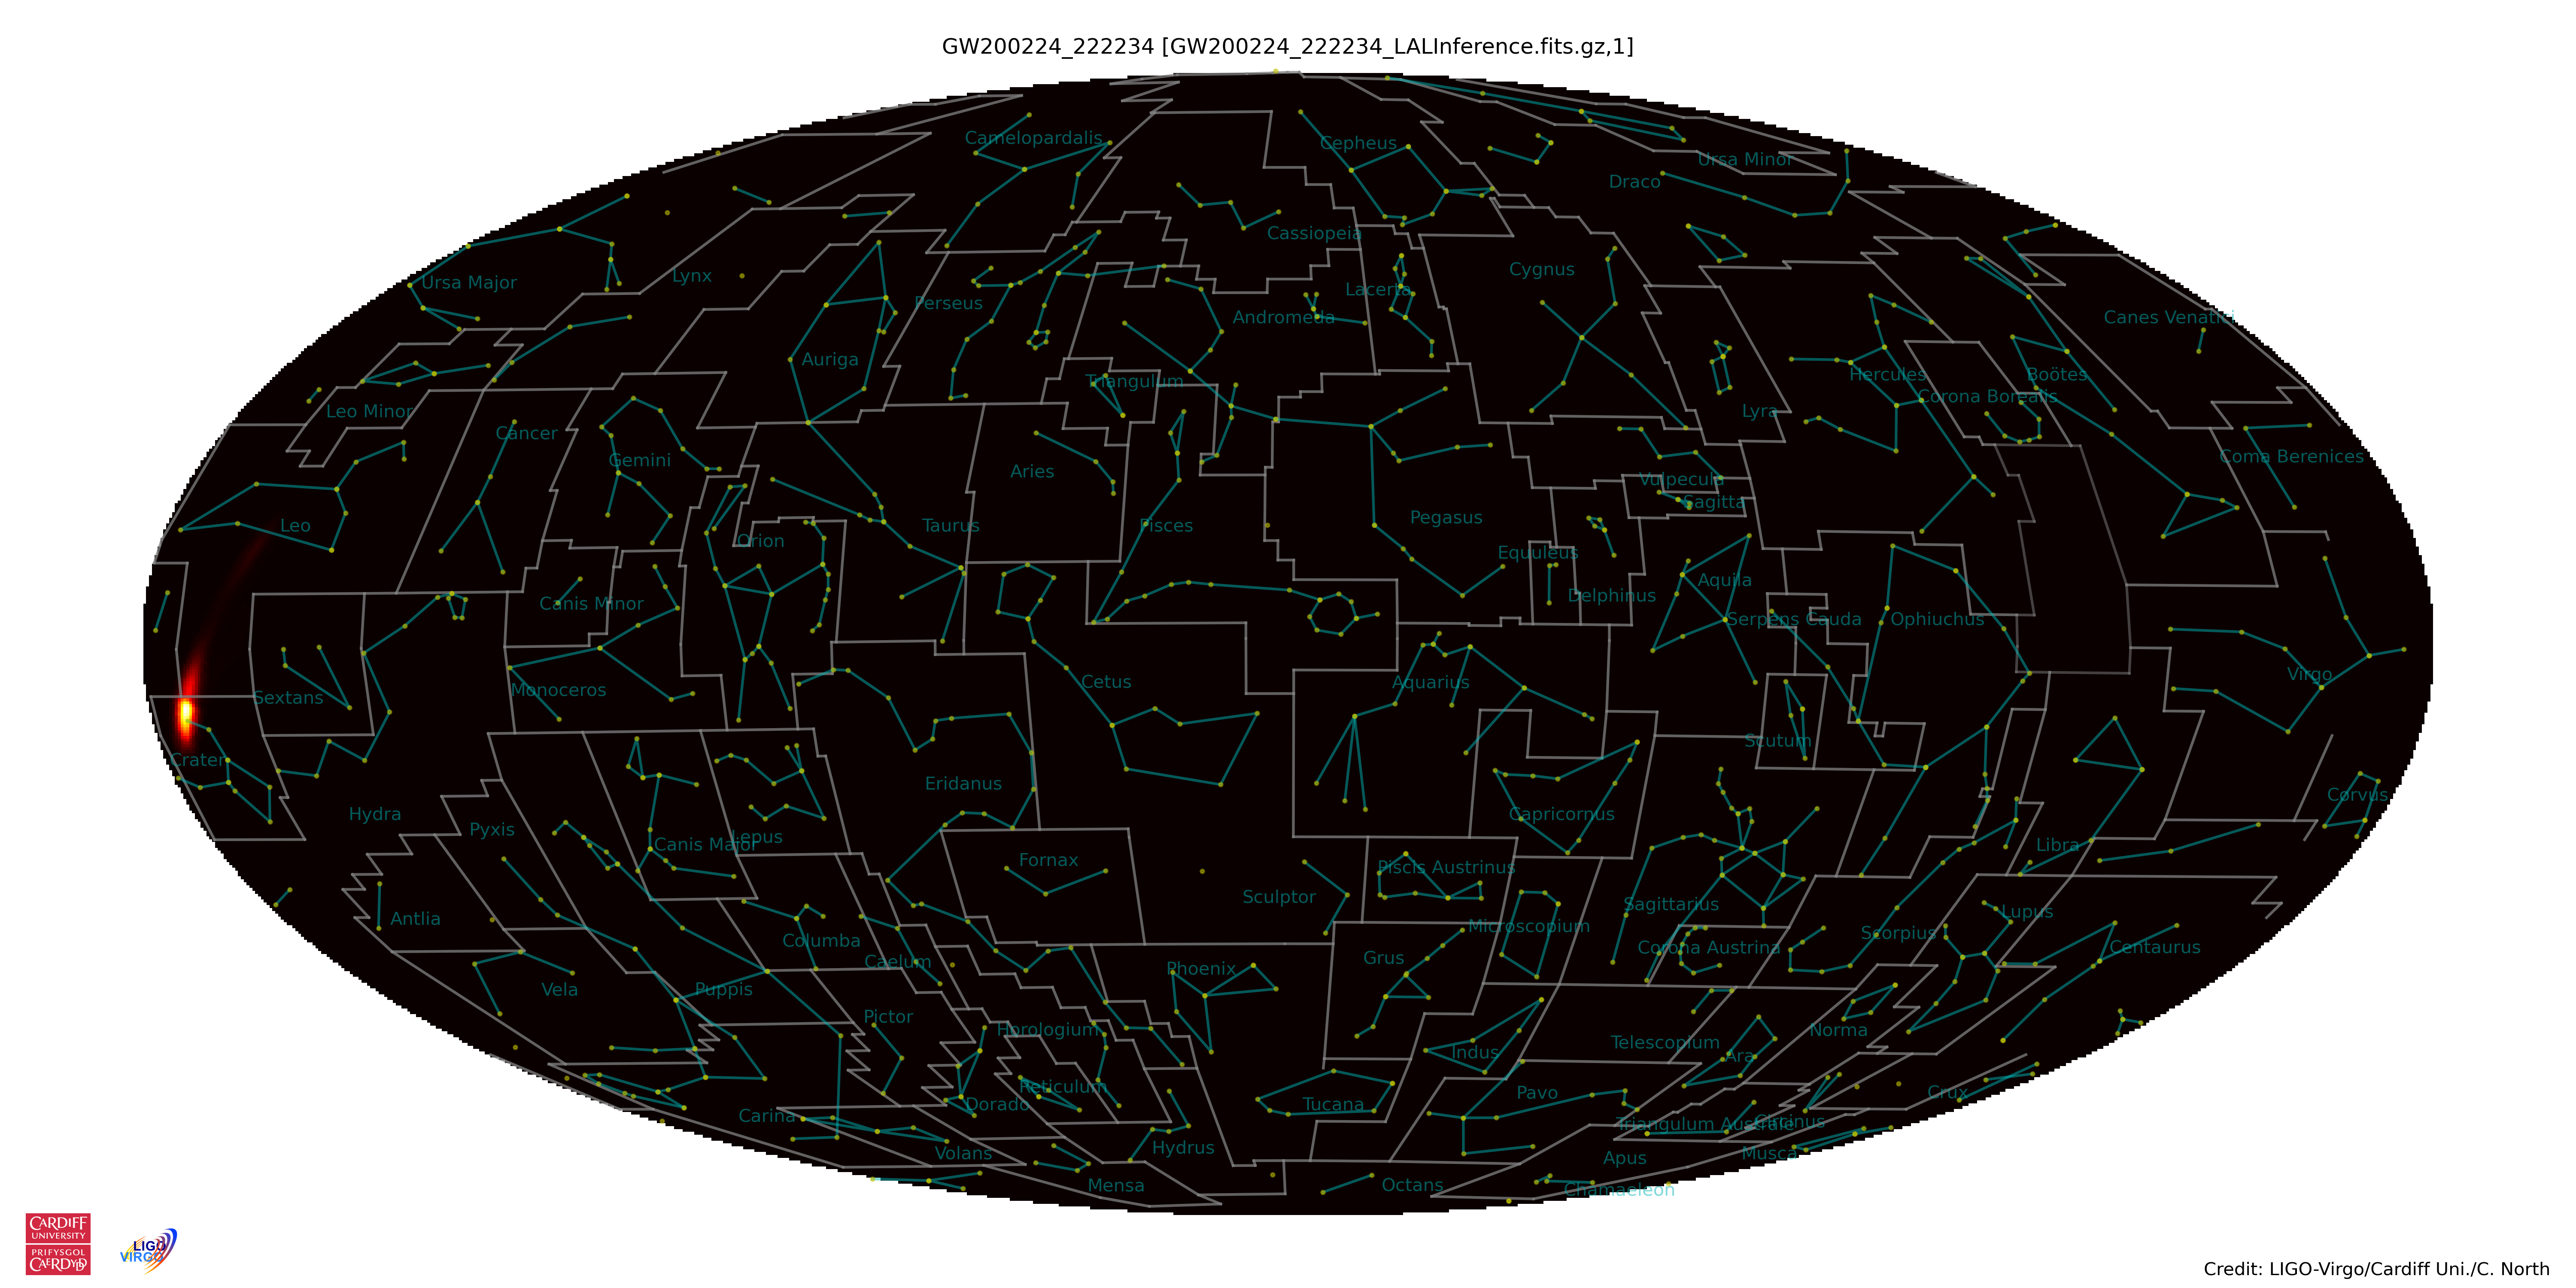 GW200224_222234 [GW200224_222234_LALInference.fits.gz,1]
Camelopardalis
Cepheus
Ursa Minor
Draco
Cassiopeia
Ursa Major
Lynx
Cygnus
Perseus
Lacerta
Andromeda
Canes Venatici
Auriga
Triangulum
Hercules
Boötes
Corona Borealis
Leo Minor
Lyra
Cancer
Gemini
Aries
Coma Berenices
Vulpecula
Sagitta
Leo
Orion
Taurus
Pisces
Pegasus
Equuleus
Canis Minor
Delphinus
Aquila
Serpens Cauda
Ophiuchus
Sextans
Monoceros
Cetus
Aquarius
Virgo
Crater
Scutum
Eridanus
Hydra
Pyxis
Capricornus
Corvus
Canis Major
Lepus
Libra
Fornax
Piscis Austrinus
Sculptor
Antlia
Sagittarius
Lupus
Columba
Microscopium
Scorpius
Corona Austrina
Centaurus
Caelum
Phoenix
Grus
Vela
Puppis
Pictor
Horologium
Norma
Indus
Telescopium
Ara
Reticulum
Pavo
Crux
Dorado
Tucana
Carina
Triangulum Australe
Circinus
Volans
Hydrus
Apus
Musca
Mensa
Octans
Chamaeleon
CARDIFF
UNIVERSITY
PRIFYSGOL
CAERDYDD
LIGO
VIRGO
Credit: LIGO-Virgo/Cardiff Uni./C. North